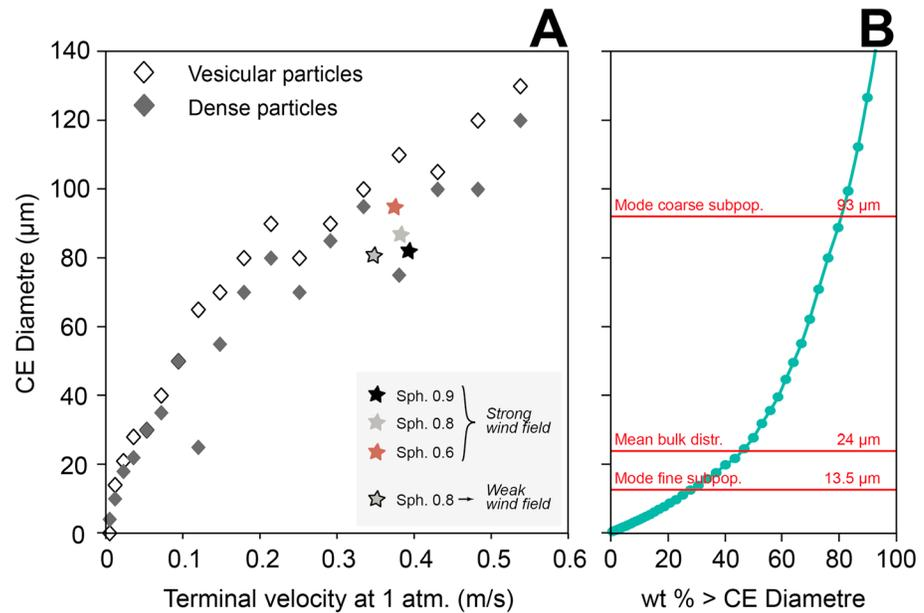 A
B
140
120
100
80
60
40
20
0
CE Diametre (μm)
Vesicular particles
Dense particles
Sph. 0.9
Sph. 0.8
Sph. 0.6
Strong
wind field
Sph. 0.8
Weak
wind field
0 0.1 0.2 0.3 0.4 0.5 0.6
Terminal velocity at 1 atm. (m/s)
Mode coarse subpop. 93 μm
Mean bulk distr. 24 μm
Mode fine subpop. 13.5 μm
0 20 40 60 80 100
wt % > CE Diametre